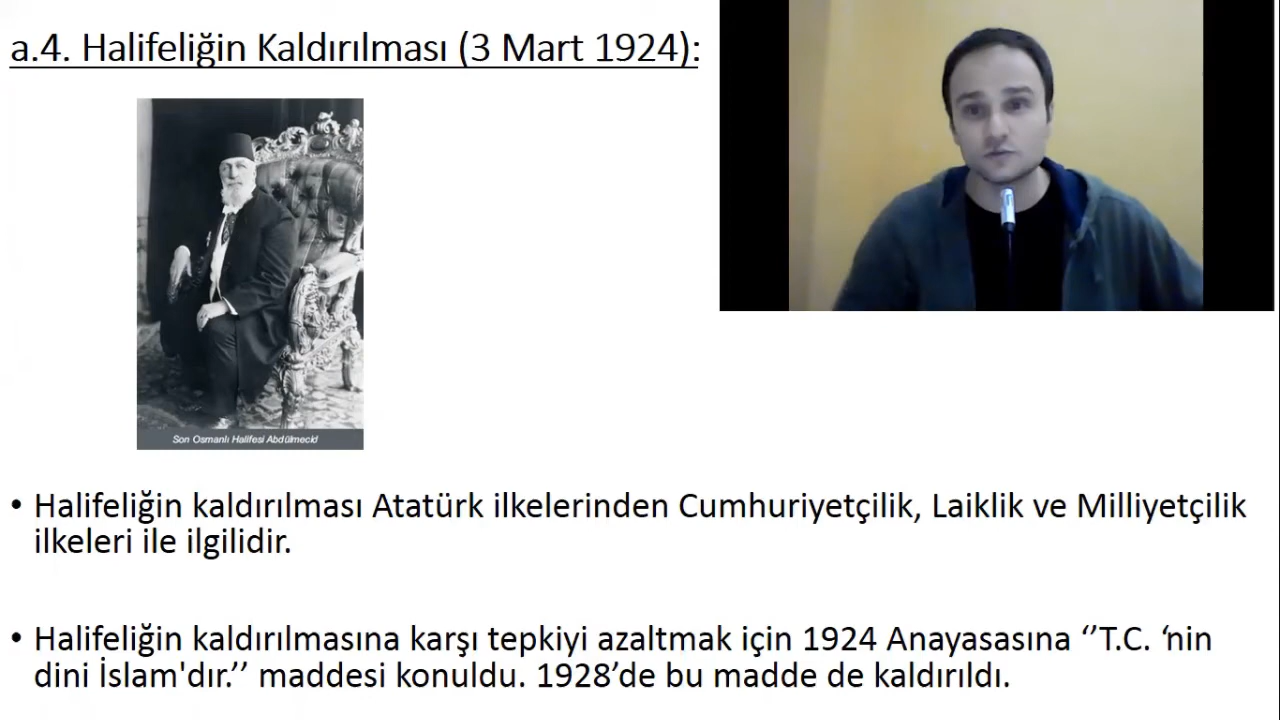 a.4. Halifeliğin Kaldırılması (3 Mart 1924):
Son Osmanlı Halifesi Abdülmecid
• Halifeliğin kaldırılması Atatürk ilkelerinden Cumhuriyetçilik, Laiklik ve Milliyetçilik
ilkeleri ile ilgilidir.
• Halifeliğin kaldırılmasına karşı tepkiyi azaltmak için 1924 Anayasasına ‘’T.C. ‘nin
dini İslam'dır.’’ maddesi konuldu. 1928’de bu madde de kaldırıldı.